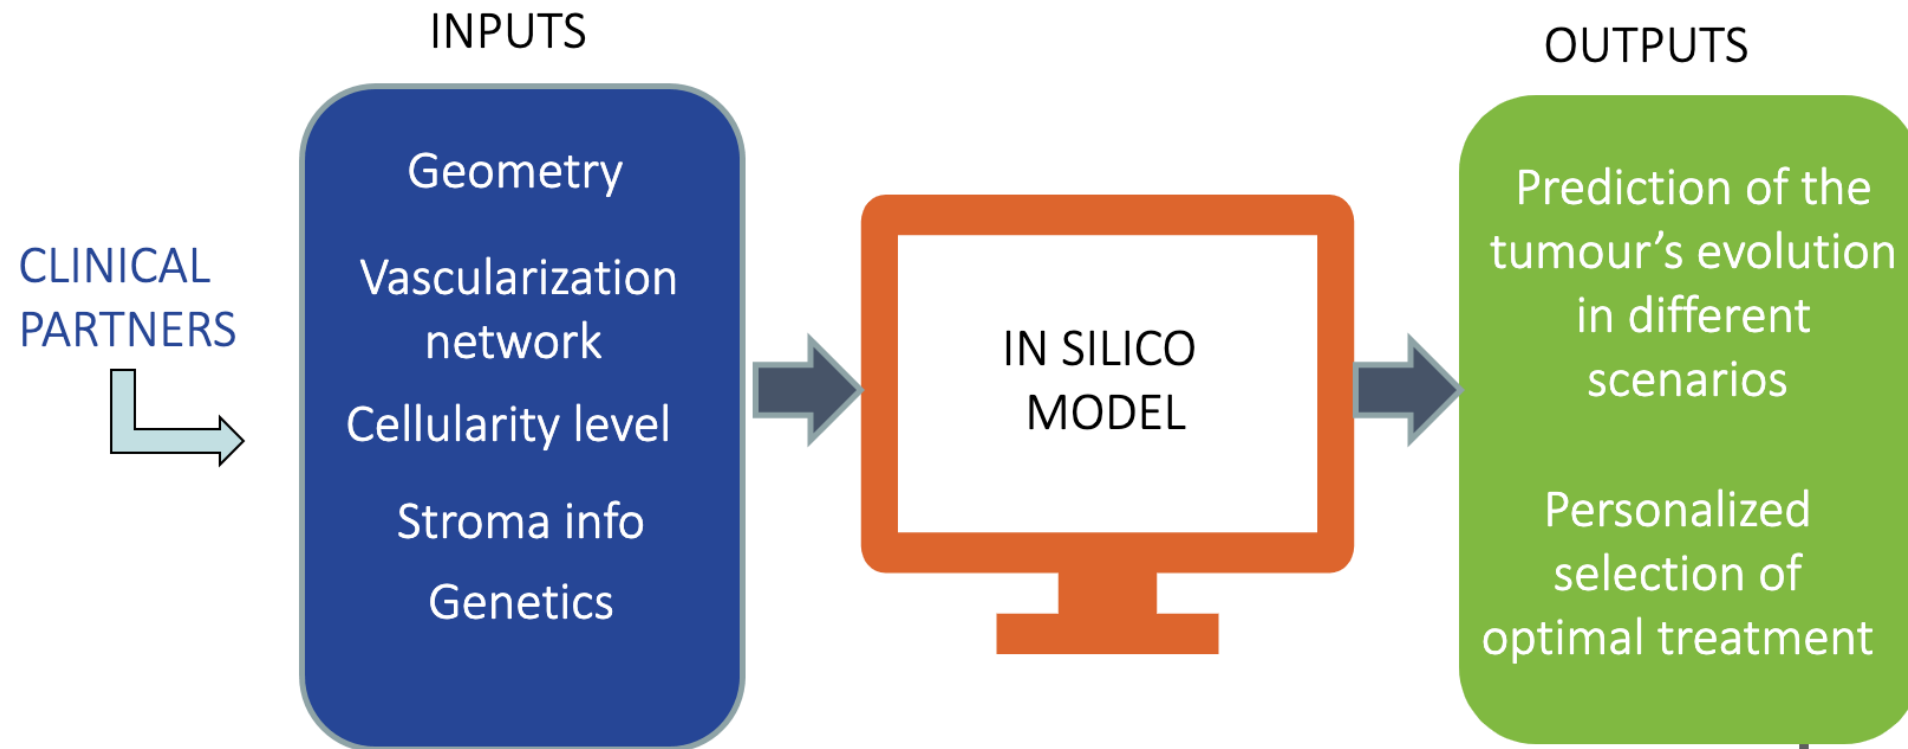 INPUTS
OUTPUTS
CLINICAL
PARTNERS
Geometry
Vascularization
network
Cellularity level
Stroma info
Genetics
IN SILICO
MODEL
Prediction of the
tumour’s evolution
in different
scenarios
Personalized
selection of
optimal treatment